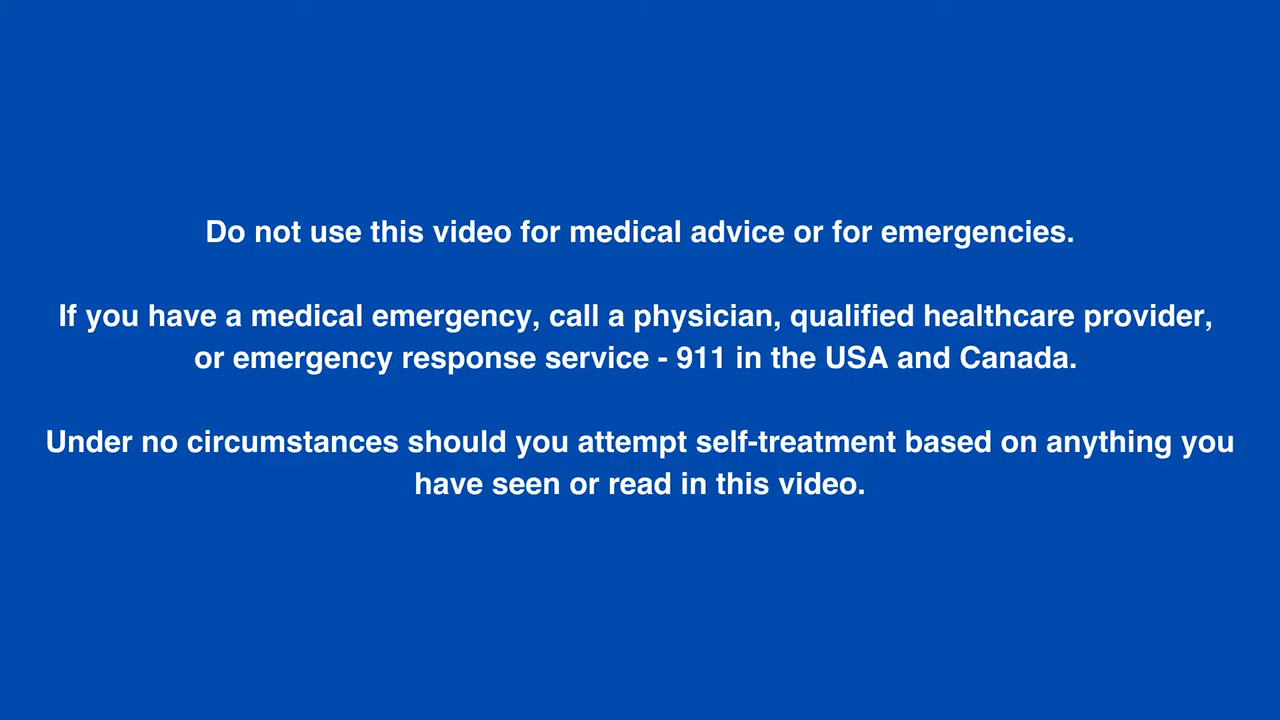 Do not use this video for medical advice or for emergencies.
If you have a medical emergency, call a physician, qualified healthcare provider,
or emergency response service - 911 in the USA and Canada.
Under no circumstances should you attempt self-treatment based on anything you
have seen or read in this video.